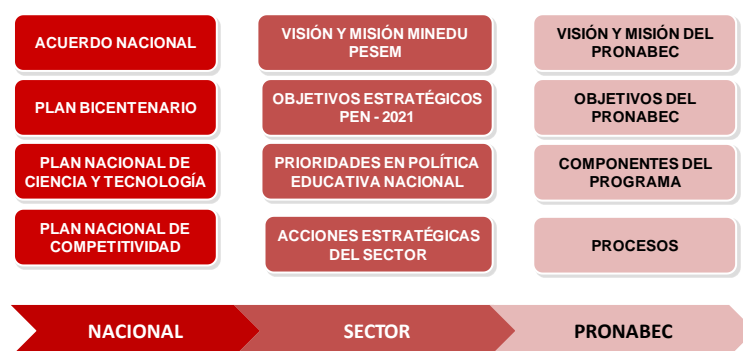 ACUERDO NACIONAL
PLAN BICENTENARIO
PLAN NACIONAL DE
CIENCIA Y TECNOLOGÍA
PLAN NACIONAL DE
COMPETITIVIDAD
VISIÓN Y MISIÓN MINEDU
PESEM
OBJETIVOS ESTRATÉGICOS
PEN - 2021
PRIORIDADES EN POLÍTICA
EDUCATIVA NACIONAL
ACCIONES ESTRATÉGICAS
DEL SECTOR
VISIÓN Y MISIÓN DEL
PRONABEC
OBJETIVOS DEL
PRONABEC
COMPONENTES DEL
PROGRAMA
PROCESOS
NACIONAL
SECTOR
PRONABEC